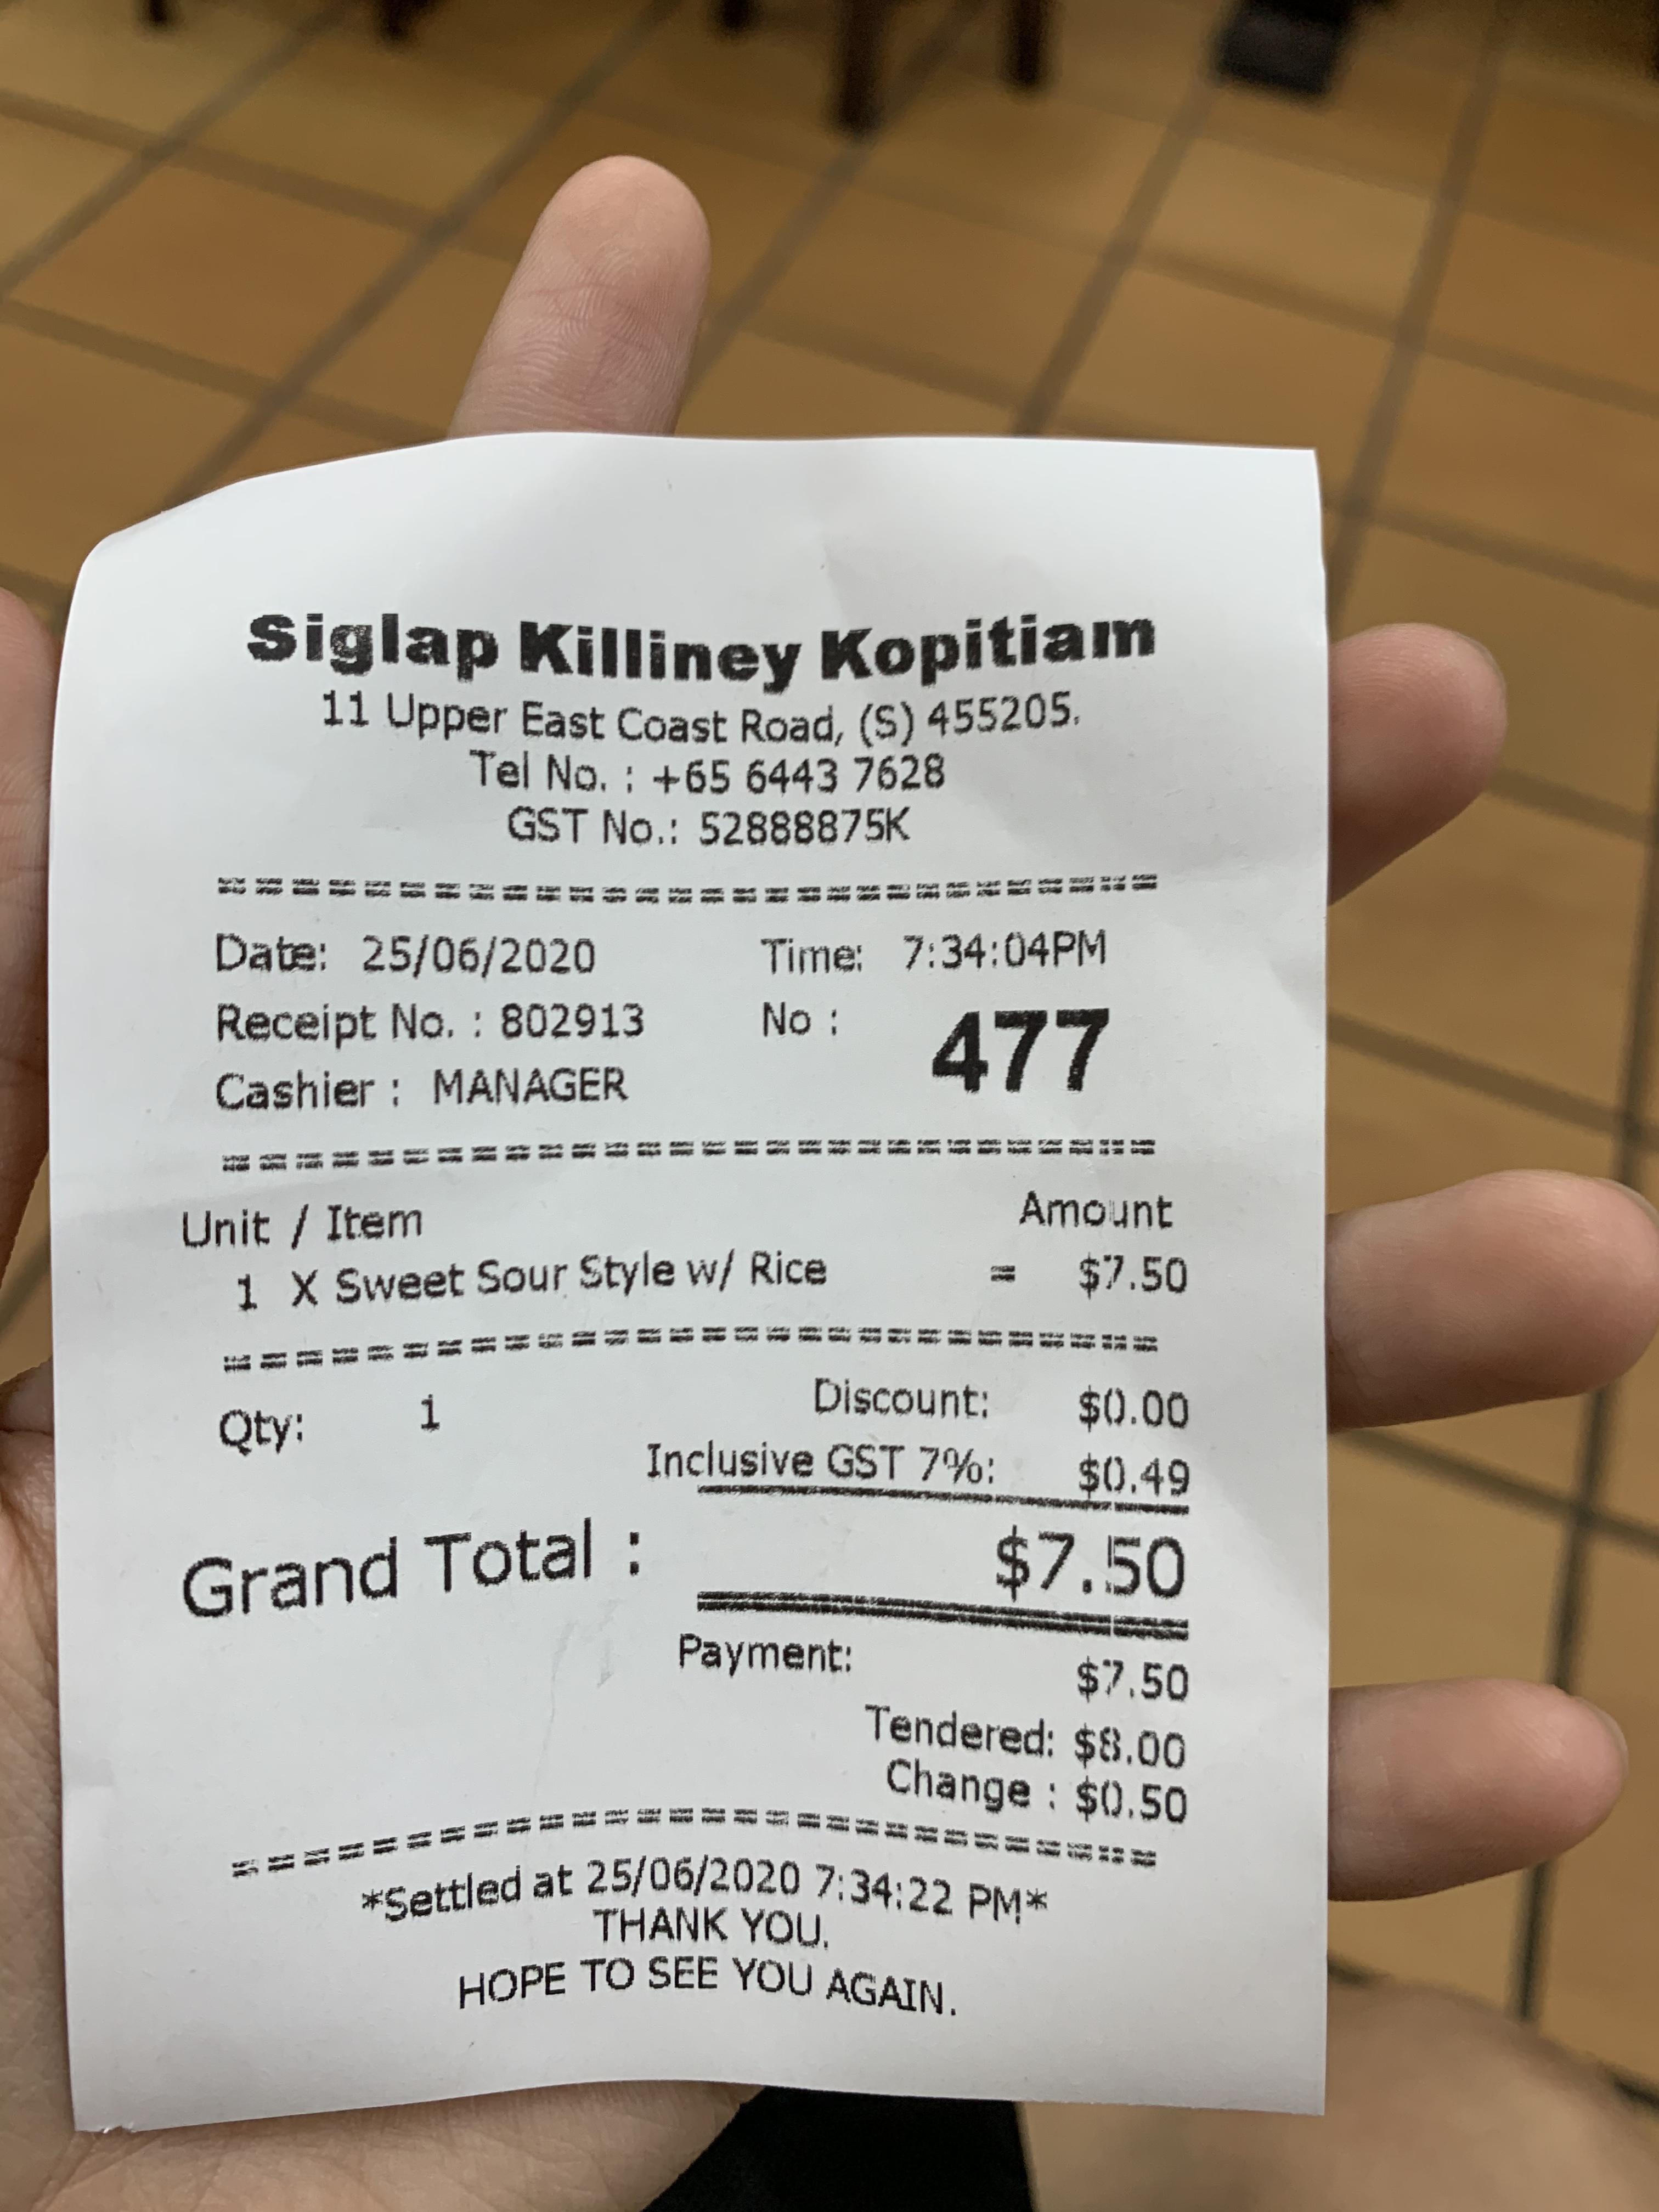 Siglap Killiney Kopitiam
11 Upper East Coast Road, (S) 455205.
Tel No. : +65 6443 7628
GST No.: 52888875K
==============================
Date: 25/06/2020 Time: 7:34:04PM
Receipt No. : 802913 No : 477
Cashier : MANAGER
==============================
Unit / Item Amount
1 X Sweet Sour Style w/ Rice = $7.50
==============================
Qty: 1 Discount: $0.00
Inclusive GST 7%: $0.49
Grand Total : $7.50
Payment: $7.50
Tendered: $8.00
Change : $0.50
==============================
*Settled at 25/06/2020 7:34:22 PM*
THANK YOU.
HOPE TO SEE YOU AGAIN.